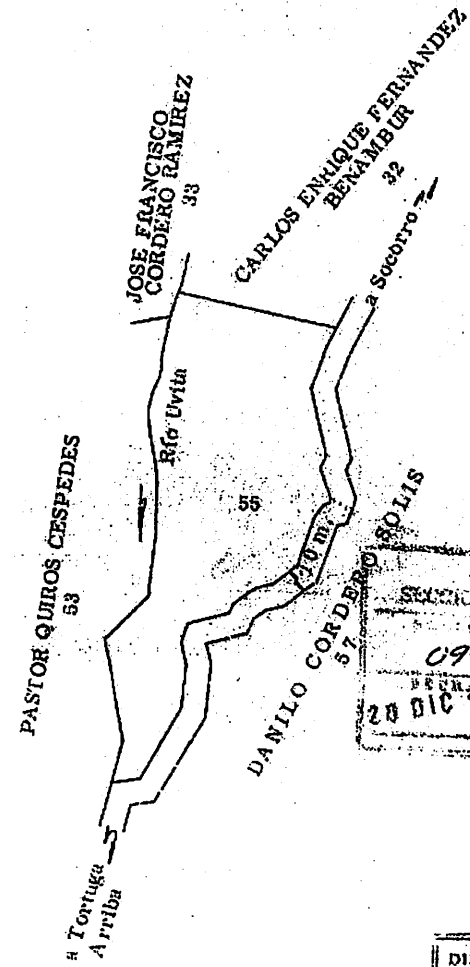 JOSE FRANCISCO
CORDERO RAMIREZ
33
CARLOS ENRIQUE FERNANDEZ
BENAMBUR
32
a Socorro
PASTOR QUIROS CESPEDES
53
Río Uvita
55
10 m.
DANILO CORDERO SOLIS
57
a Tortuga
Arriba
09
20 DIC